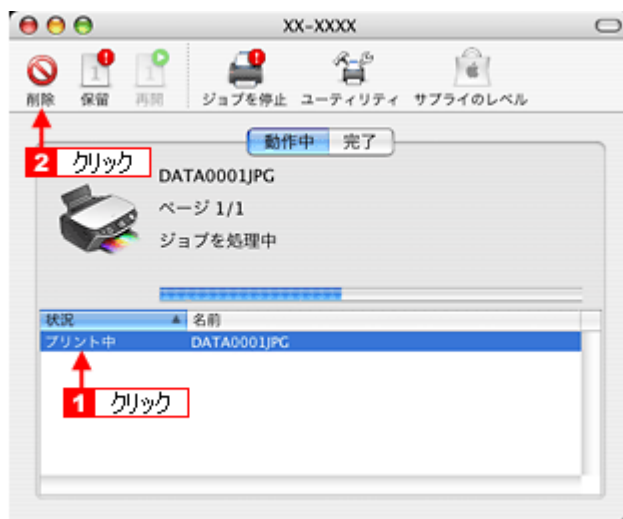 XX-XXXX
削除 保留 再開 ジョブを停止 ユーティリティ サプライのレベル
2 クリック
動作中 完了
DATA0001JPG
ページ 1/1
ジョブを処理中
状況 名前
プリント中 DATA0001JPG
1 クリック